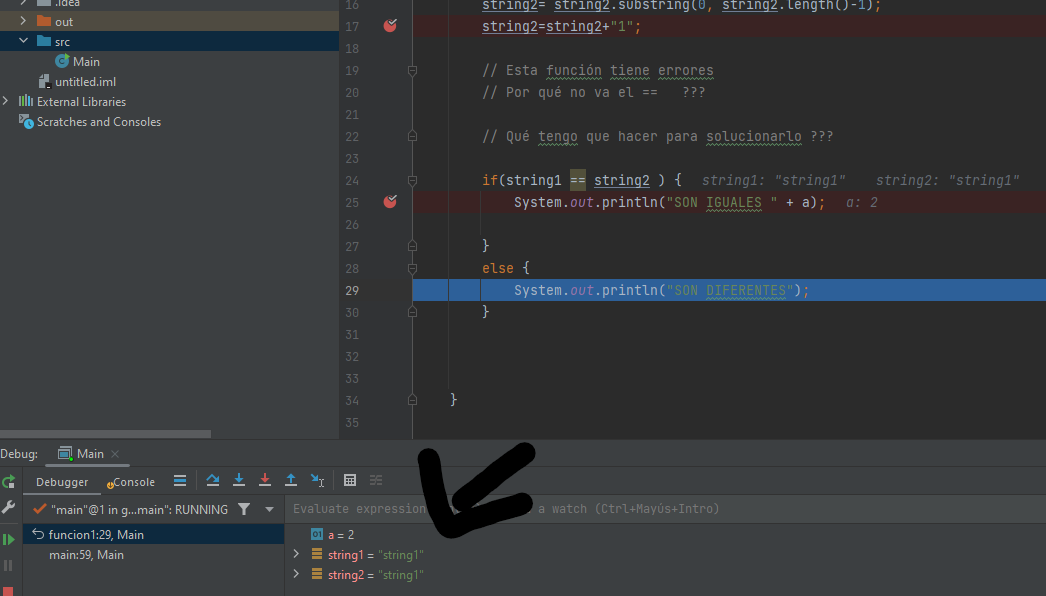 .idea
out
src
Main
untitled.iml
External Libraries
Scratches and Consoles
16 string2= string2.substring(0, string2.length()-1);
17 string2=string2+"1";
18
19 // Esta función tiene errores
20 // Por qué no va el == ???
21
22 // Qué tengo que hacer para solucionarlo ???
23
24 if(string1 == string2 ) { string1: "string1" string2: "string1"
25 System.out.println("SON IGUALES " + a); a: 2
26
27 }
28 else {
29 System.out.println("SON DIFERENTES");
30 }
31
32
33
34 }
35
Debug: Main
Debugger Console
"main"@1 in g...main": RUNNING
Evaluate expression a watch (Ctrl+Mayús+Intro)
funcion1:29, Main
main:59, Main
01 a = 2
string1 = "string1"
string2 = "string1"